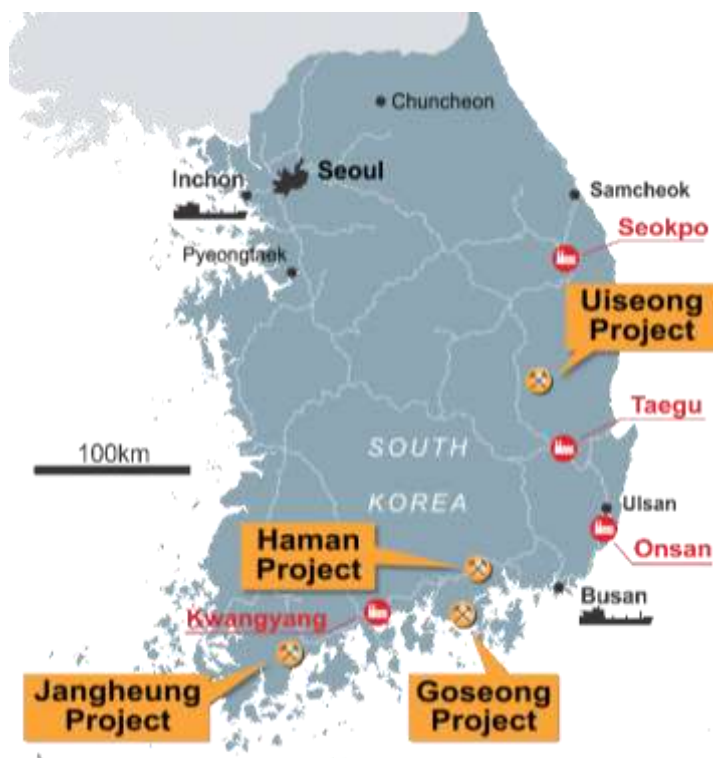 Chuncheon
Seoul
Inchon
Samcheok
Seokpo
Pyeongtaek
Uiseong
Project
Taegu
100km
SOUTH
KOREA
Ulsan
Haman
Project
Onsan
Busan
Kwangyang
Jangheung
Project
Goseong
Project